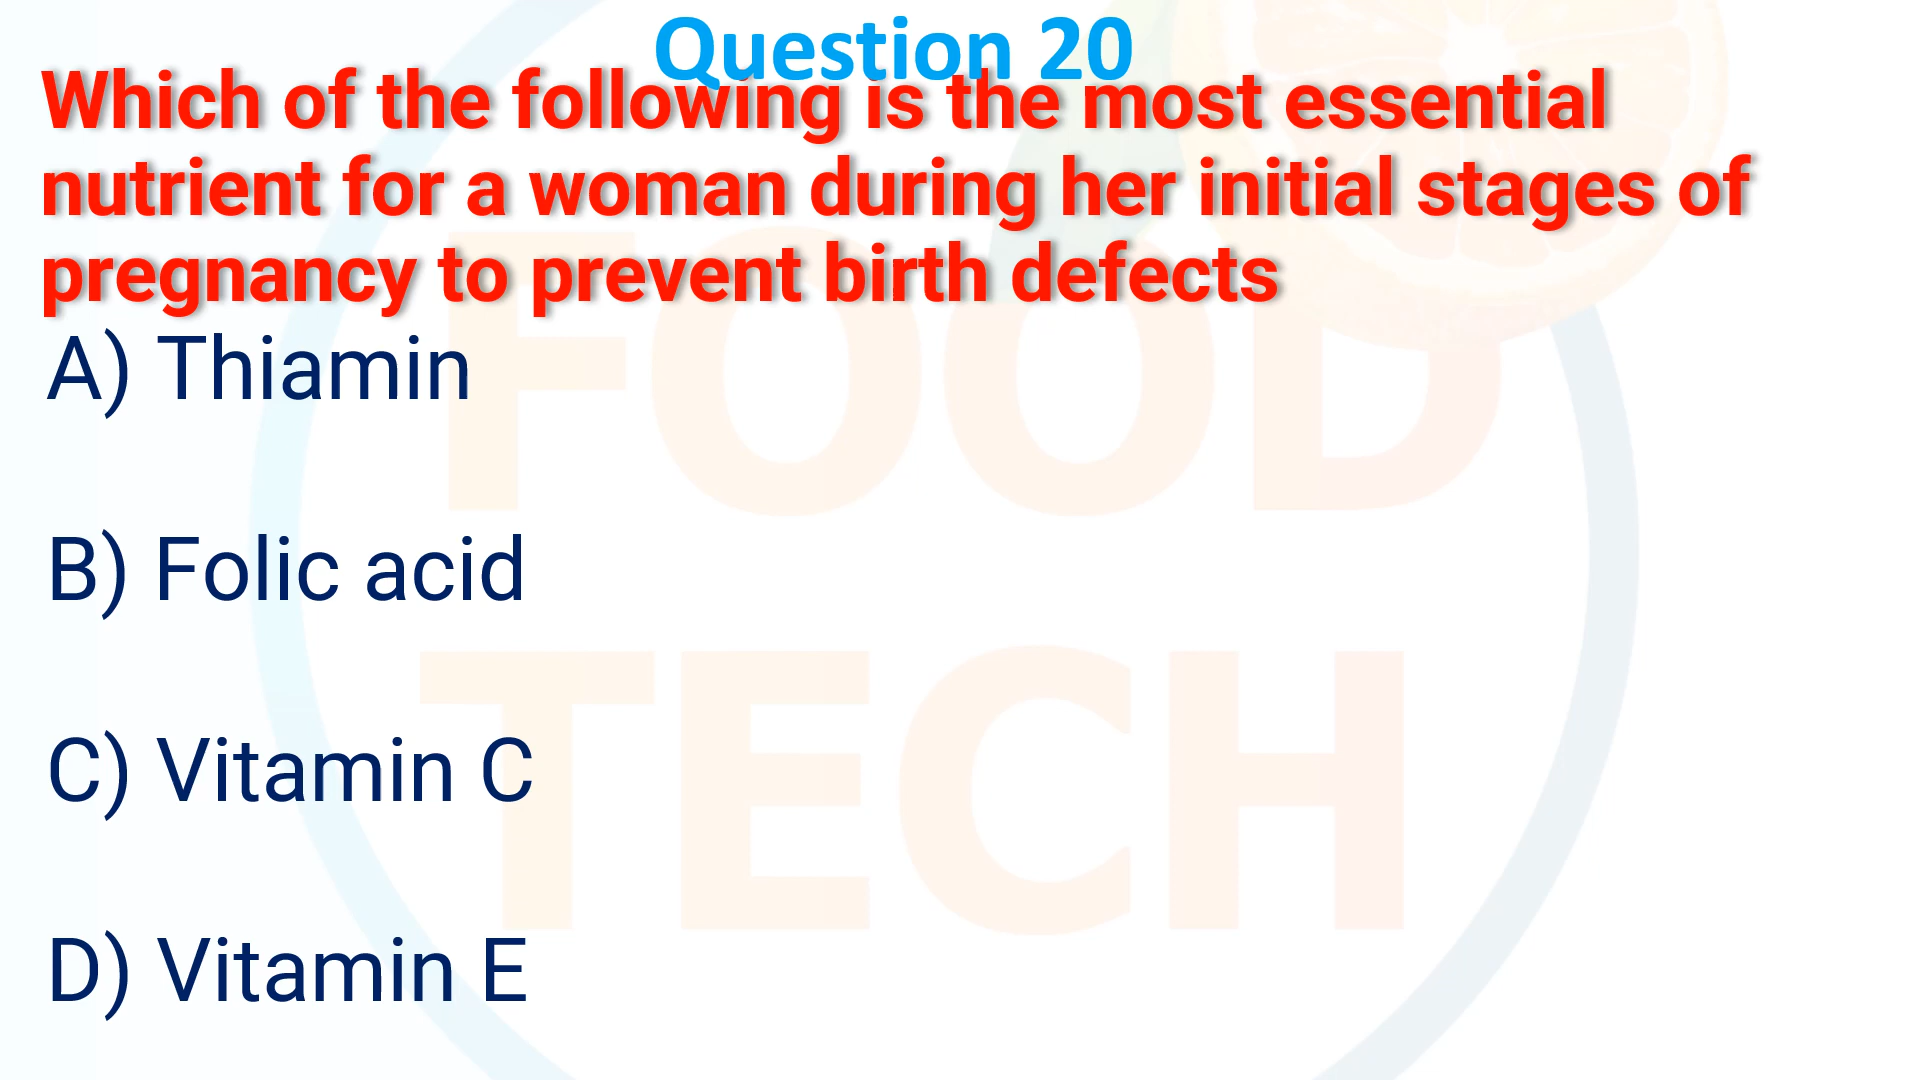 Question 20
Which of the following is the most essential
nutrient for a woman during her initial stages of
pregnancy to prevent birth defects
A) Thiamin
B) Folic acid
C) Vitamin C
D) Vitamin E
FOOD
TECH